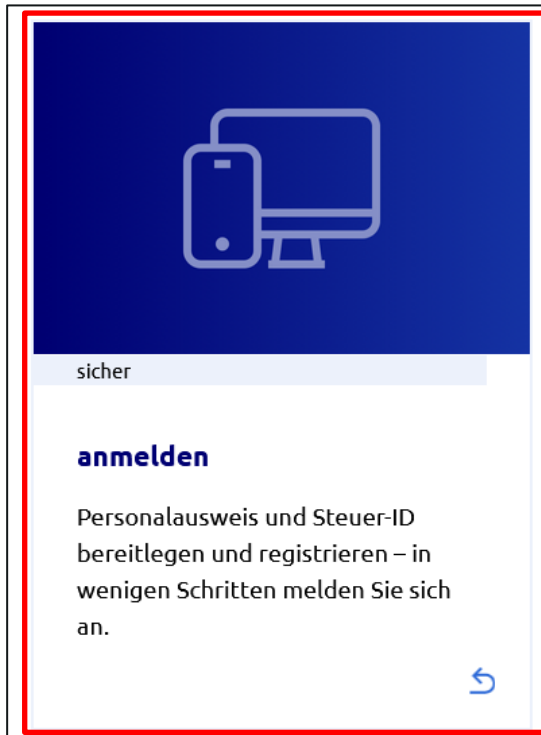 sicher
anmelden
Personalausweis und Steuer-ID
bereitlegen und registrieren – in
wenigen Schritten melden Sie sich
an.